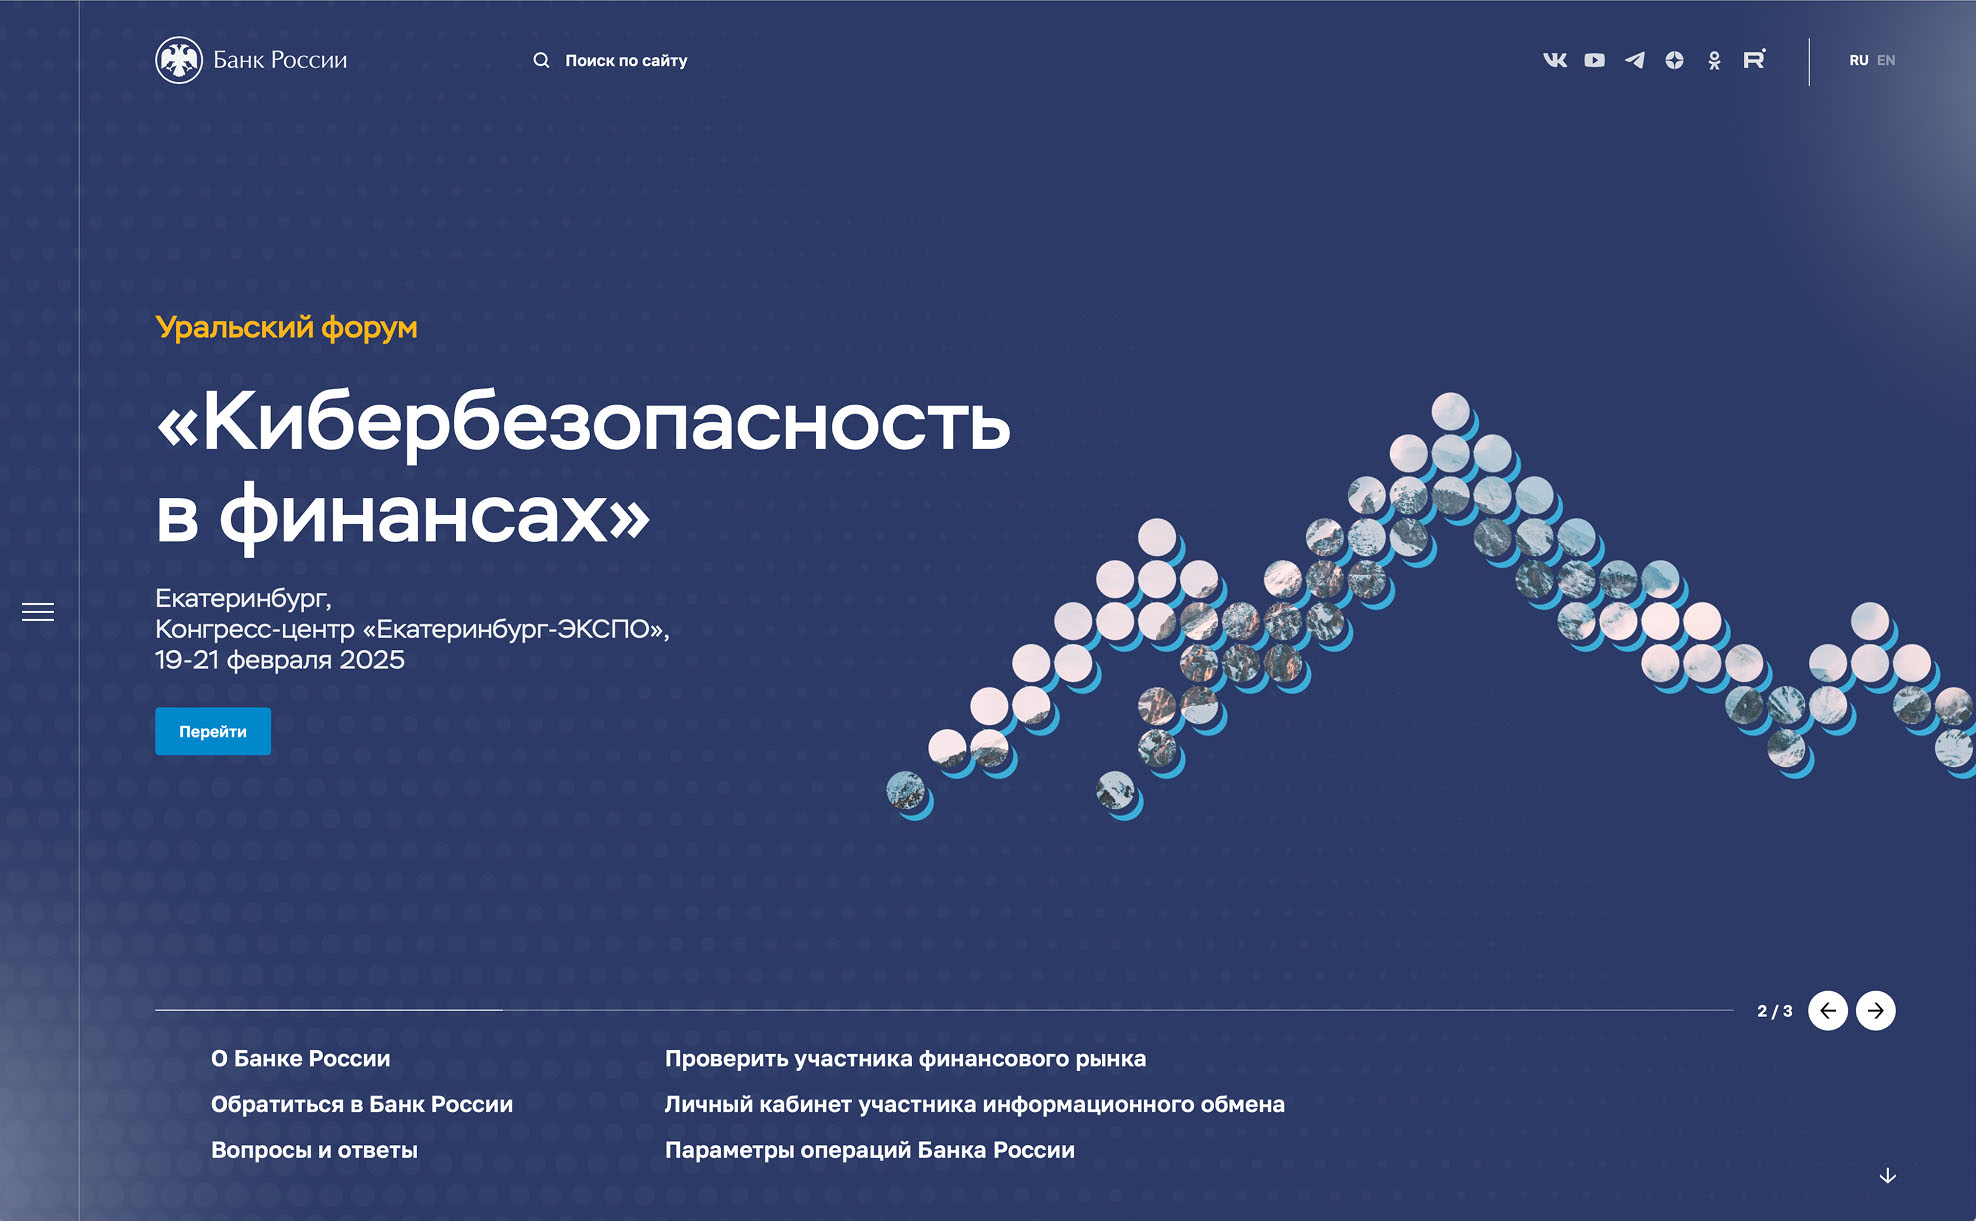 Банк России
Поиск по сайту
RU EN
Уральский форум
«Кибербезопасность
в финансах»
Екатеринбург,
Конгресс-центр «Екатеринбург-ЭКСПО»,
19-21 февраля 2025
Перейти
2 / 3
О Банке России
Обратиться в Банк России
Вопросы и ответы
Проверить участника финансового рынка
Личный кабинет участника информационного обмена
Параметры операций Банка России